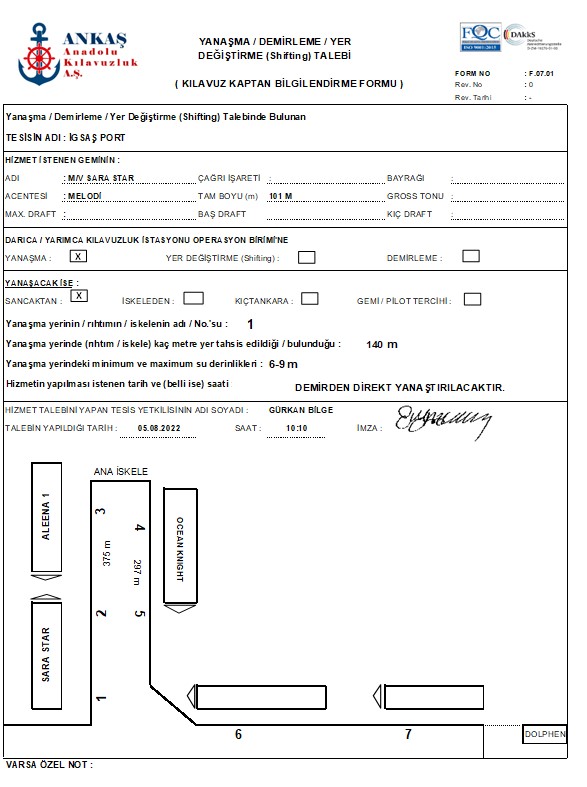 ANKAŞ
Anadolu
Kılavuzluk
A.Ş.
YANAŞMA / DEMİRLEME / YER
DEĞİŞTİRME (Shifting) TALEBİ
( KILAVUZ KAPTAN BİLGİLENDİRME FORMU )
FQC
ISO 9001:2015
DAkkS
FORM NO : F.07.01
Rev. No : 0
Rev. Tarihi : -
Yanaşma / Demirleme / Yer Değiştirme (Shifting) Talebinde Bulunan
TESİSİN ADI : İGSAŞ PORT
HİZMET İSTENEN GEMİNİN :
ADI : M/V SARA STAR ÇAĞRI İŞARETİ : BAYRAĞI :
ACENTESİ : MELODİ TAM BOYU (m) 101 M GROSS TONU :
MAX. DRAFT : BAŞ DRAFT KIÇ DRAFT :
DARICA / YARIMCA KILAVUZLUK İSTASYONU OPERASYON BİRİMİ'NE
YANAŞMA : X YER DEĞİŞTİRME (Shifting) : DEMİRLEME :
YANAŞACAK İSE :
SANCAKTAN : X İSKELEDEN : KIÇTANKARA : GEMİ / PİLOT TERCİHİ :
Yanaşma yerinin / rıhtımın / iskelenin adı / No.'su : 1
Yanaşma yerinde (rıhtım / iskele) kaç metre yer tahsis edildiği / bulunduğu : 140 m
Yanaşma yerindeki minimum ve maximum su derinlikleri : 6-9 m
Hizmetin yapılması istenen tarih ve (belli ise) saati DEMİRDEN DİREKT YANAŞTIRILACAKTIR.
HİZMET TALEBİNİ YAPAN TESİS YETKİLİSİNİN ADI SOYADI : GÜRKAN BİLGE
TALEBİN YAPILDIĞI TARİH : 05.08.2022 SAAT : 10:10 İMZA :
ANA İSKELE
ALEENA 1
3
375 m
4
297 m
OCEAN KNIGHT
SARA STAR
2
5
1
6
7
DOLPHEN
VARSA ÖZEL NOT :